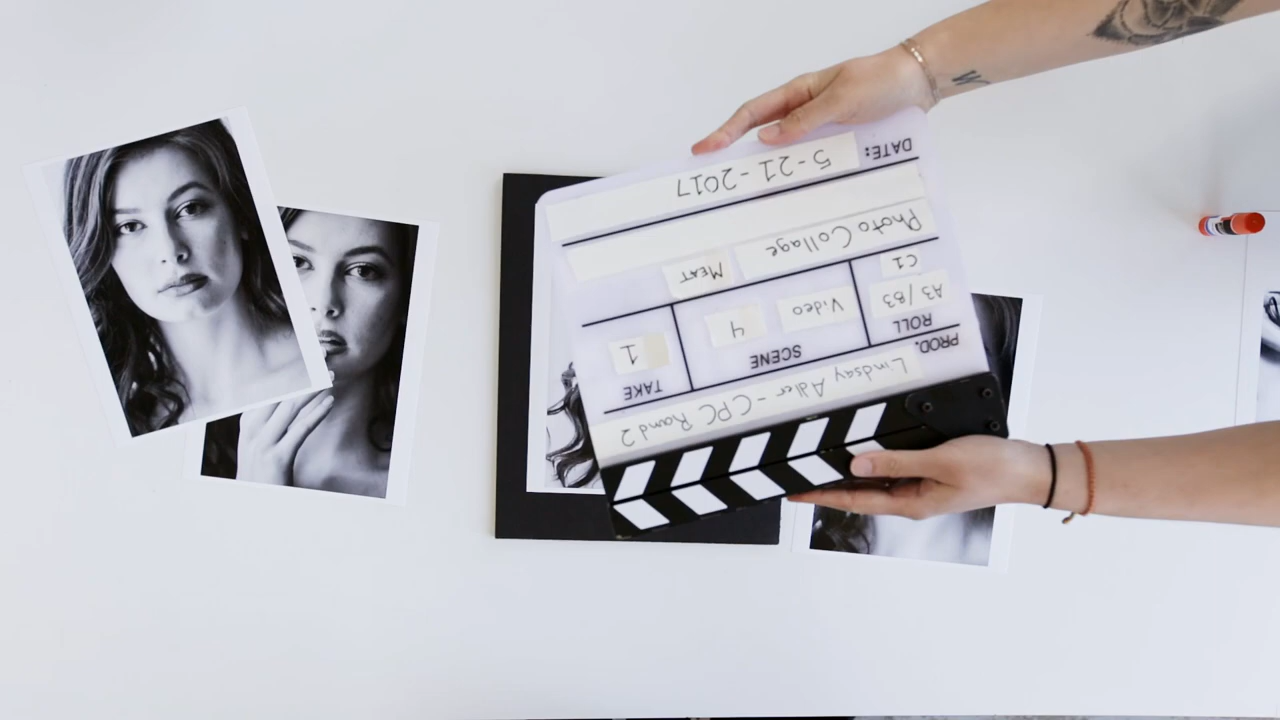 PROD. Lindsay Adler - CPC Round 2
ROLL SCENE TAKE
A3/B3 Video 4 1
C1
Photo Collage MEAT
DATE: 5-21-2017